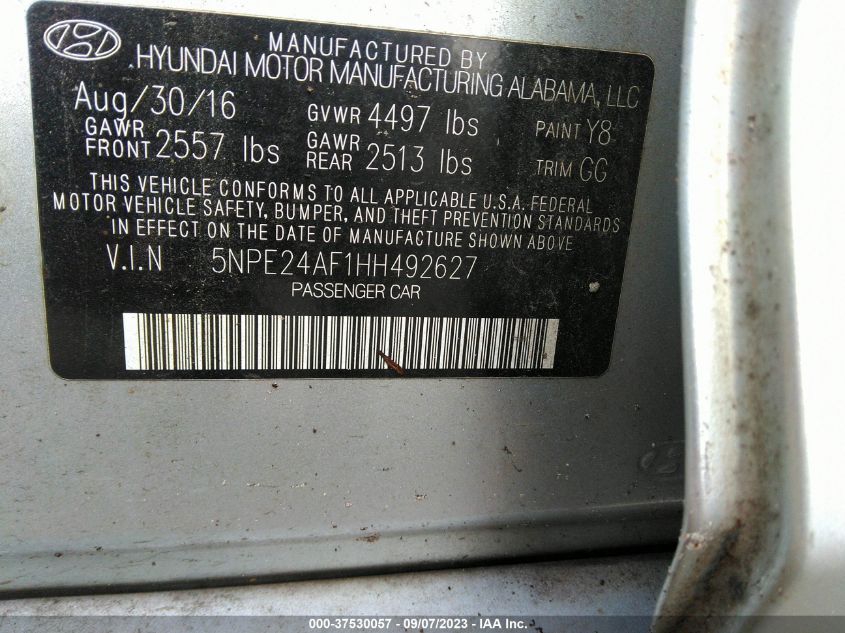 MANUFACTURED BY
HYUNDAI MOTOR MANUFACTURING ALABAMA, LLC
Aug/30/16 GVWR 4497 lbs PAINT Y8
GAWR FRONT 2557 lbs GAWR REAR 2513 lbs TRIM GG
THIS VEHICLE CONFORMS TO ALL APPLICABLE U.S.A. FEDERAL
MOTOR VEHICLE SAFETY, BUMPER, AND THEFT PREVENTION STANDARDS
IN EFFECT ON THE DATE OF MANUFACTURE SHOWN ABOVE
V.I.N 5NPE24AF1HH492627
PASSENGER CAR
000-37530057 - 09/07/2023 - IAA Inc.